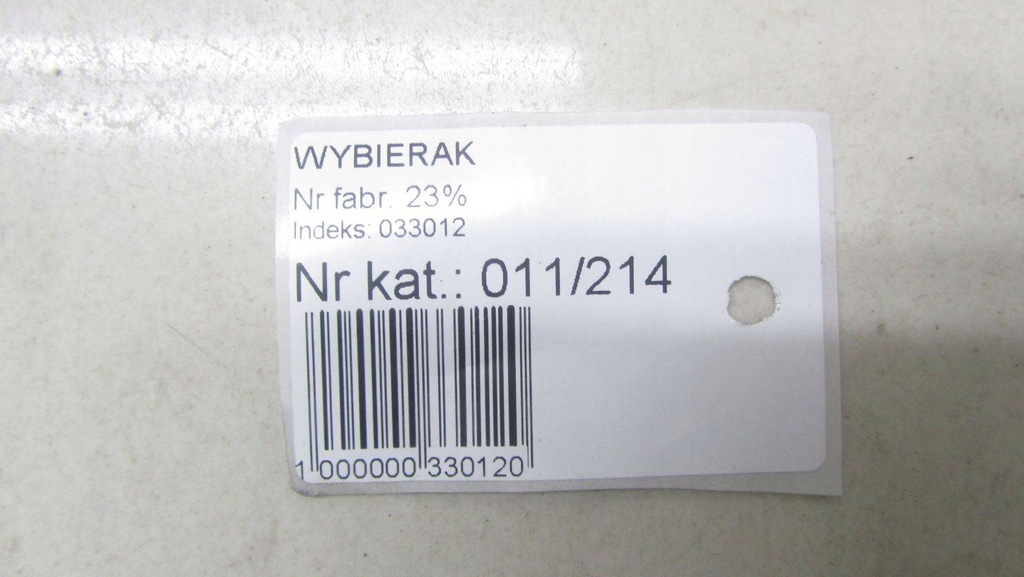 WYBIERAK
Nr fabr. 23%
Indeks: 033012
Nr kat.: 011/214
1 000000 330120